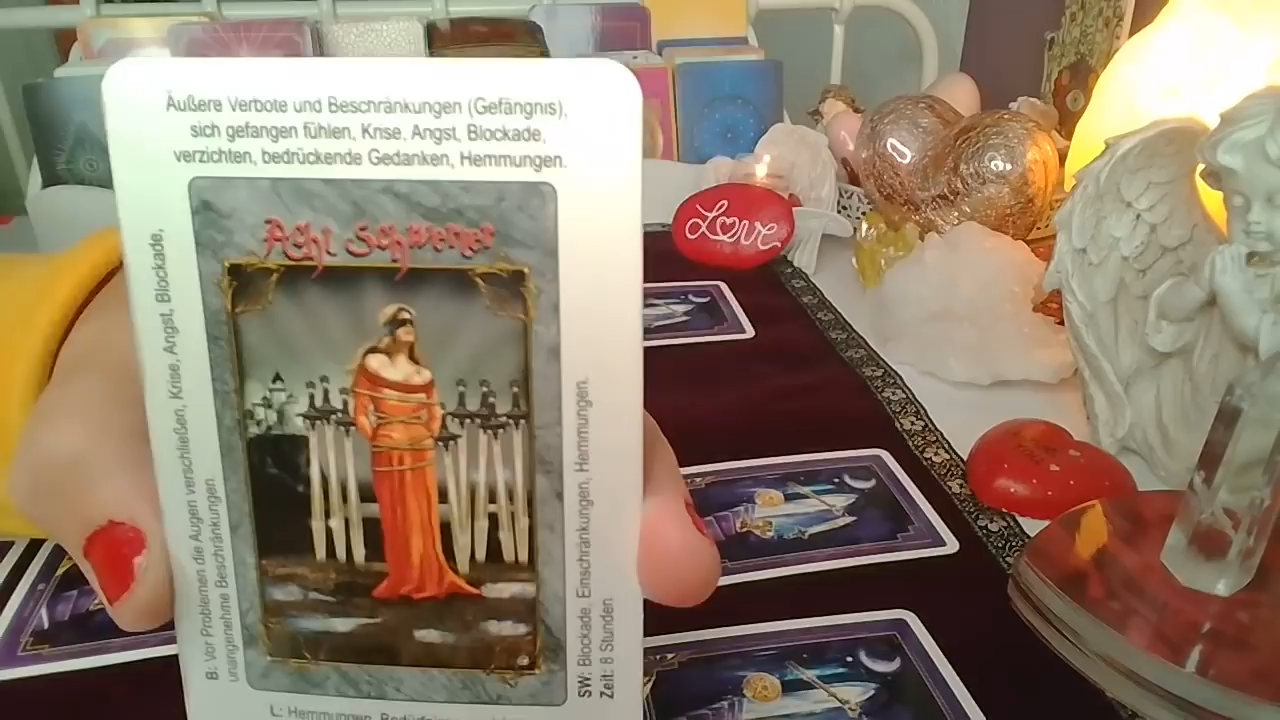 Äußere Verbote und Beschränkungen (Gefängnis),
sich gefangen fühlen, Krise, Angst, Blockade,
verzichten, bedrückende Gedanken, Hemmungen.
Acht Schwerter
B: Vor Problemen die Augen verschließen, Krise, Angst, Blockade,
unangenehme Beschränkungen
SW: Blockade, Einschränkungen, Hemmungen.
Zeit: 8 Stunden
L: Hemmungen,
Love